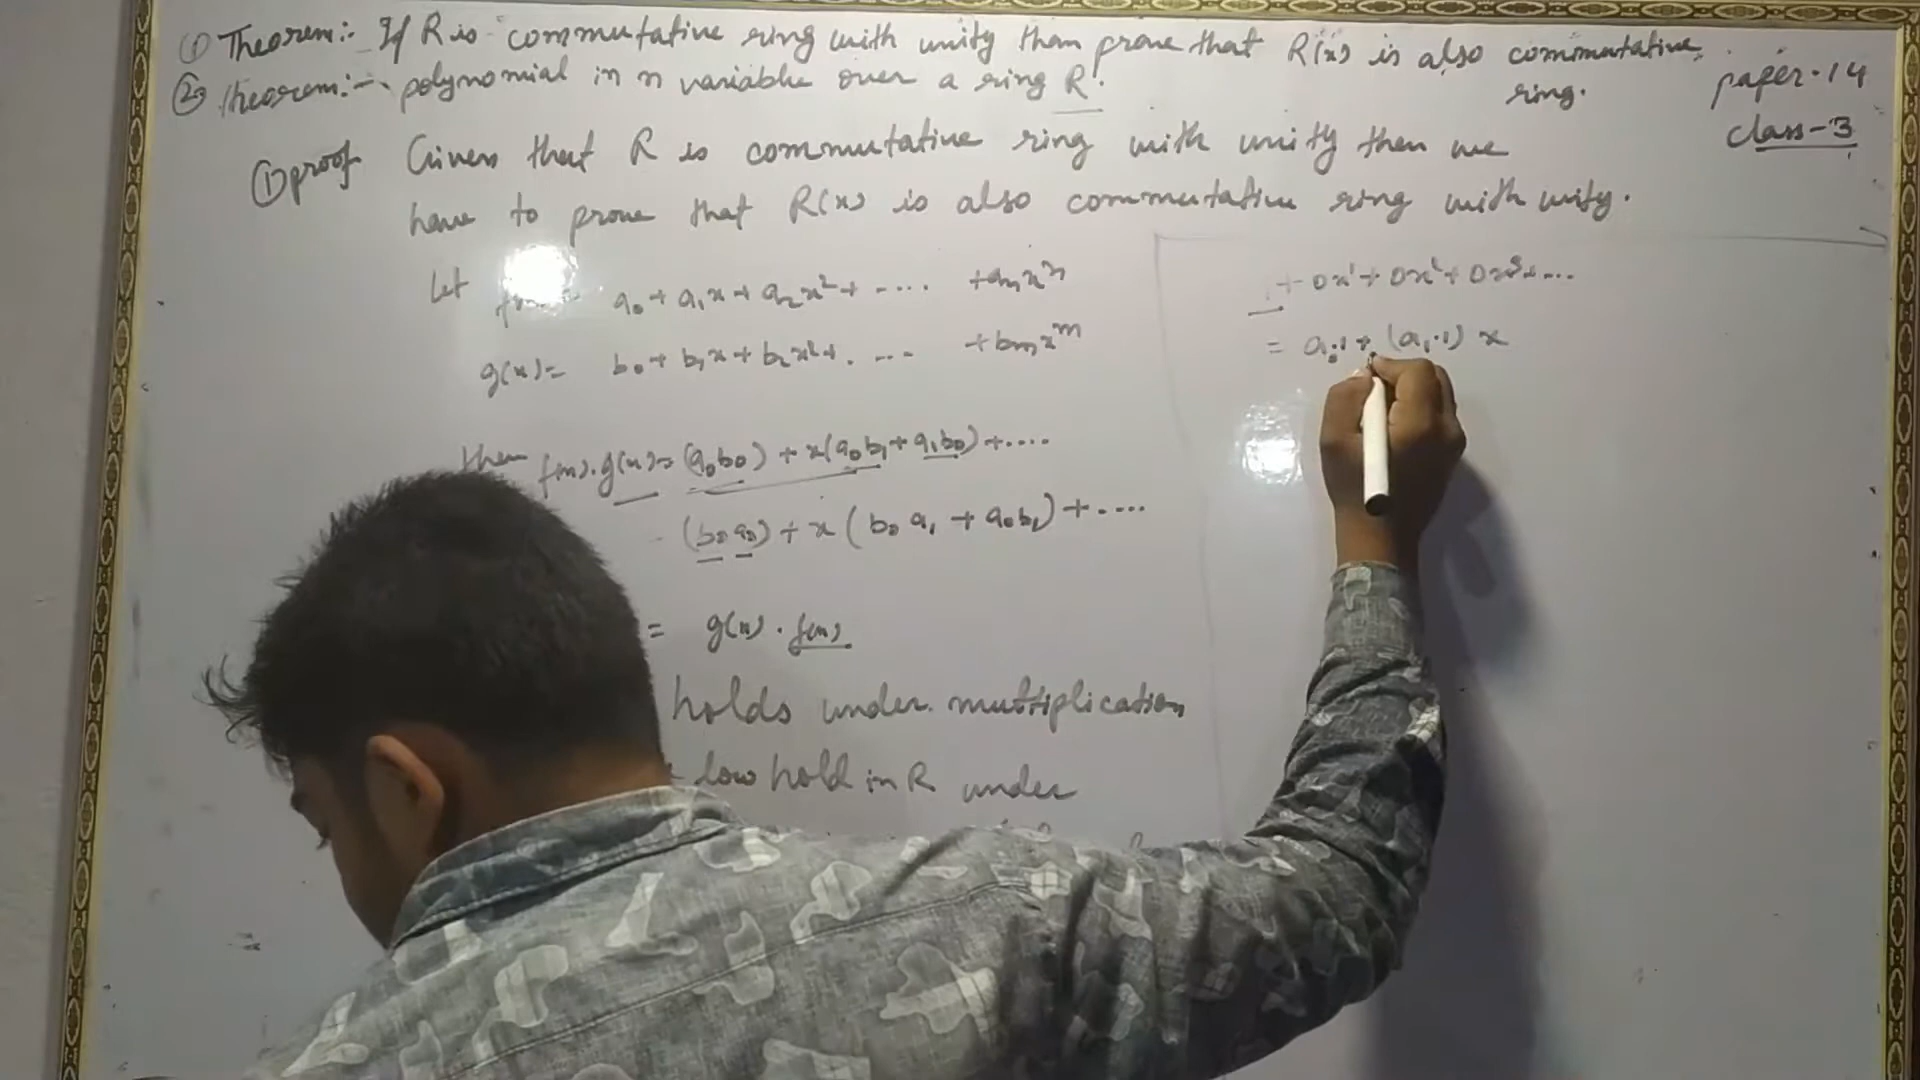 ① Theorem:- If R is commutative ring with unity than prove that R(x) is also commutative ring.
② Theorem:- polynomial in n variable over a ring R.
paper-14
class-3
① proof Given that R is commutative ring with unity then we
have to prove that R(x) is also commutative ring with unity.
Let a₀ + a₁x + a₂x² + .... + aₙxⁿ
g(x) = b₀ + b₁x + b₂x² + .... + bₘxᵐ
then f(x).g(x) = (a₀b₀) + x(a₀b₁ + a₁b₀) + ....
(b₀a₀) + x(b₀a₁ + a₀b₁) + ....
= g(x) . f(x)
holds under multiplication
low hold in R under
+ 0x¹ + 0x² + 0x³ + ....
= a₀.1 + (a₁.1) x